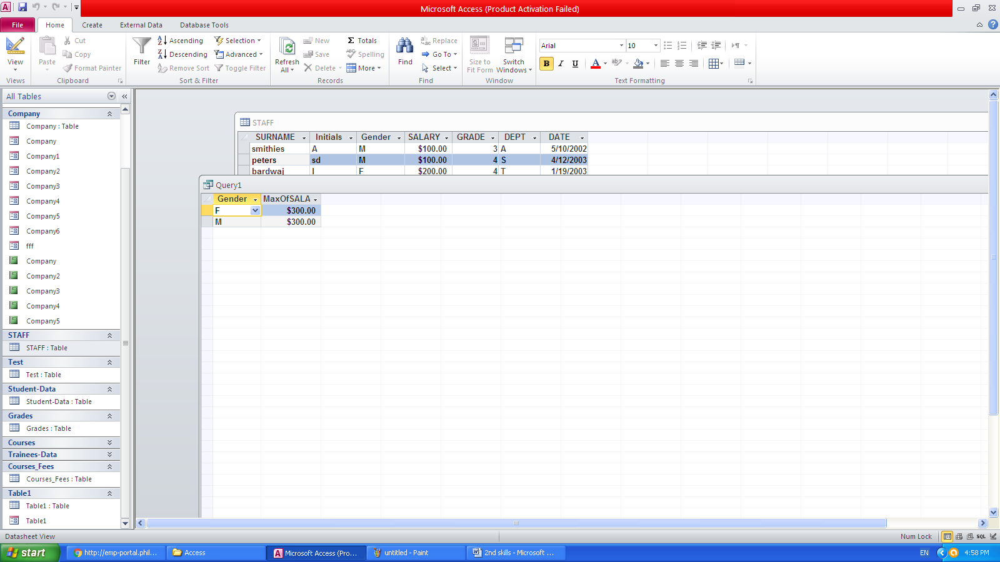 Microsoft Access (Product Activation Failed)
File Home Create External Data Database Tools
View
Views
Paste
Cut
Copy
Format Painter
Clipboard
Filter
Ascending
Descending
Remove Sort
Selection
Advanced
Toggle Filter
Sort & Filter
Refresh
All
New
Save
Delete
Totals
Spelling
More
Records
Find
Replace
Go To
Select
Find
Size to
Fit Form
Switch
Windows
Window
Arial 10
B I U
Text Formatting
All Tables
Company
Company : Table
Company
Company1
Company2
Company3
Company4
Company5
Company6
fff
Company
Company2
Company3
Company4
Company5
STAFF
STAFF : Table
Test
Test : Table
Student-Data
Student-Data : Table
Grades
Grades : Table
Courses
Trainees-Data
Courses_Fees
Courses_Fees : Table
Table1
Table1 : Table
Table1
STAFF
SURNAME Initials Gender SALARY GRADE DEPT DATE
smithies A M $100.00 3 A 5/10/2002
peters sd M $100.00 4 S 4/12/2003
bardwaj I F $200.00 4 T 1/19/2003
Query1
Gender MaxOfSALA
F $300.00
M $300.00
Datasheet View
Num Lock
SQL
start
http://emp-portal.phil...
Access
Microsoft Access (Pro...
untitled - Paint
2nd skills - Microsoft ...
EN
4:58 PM